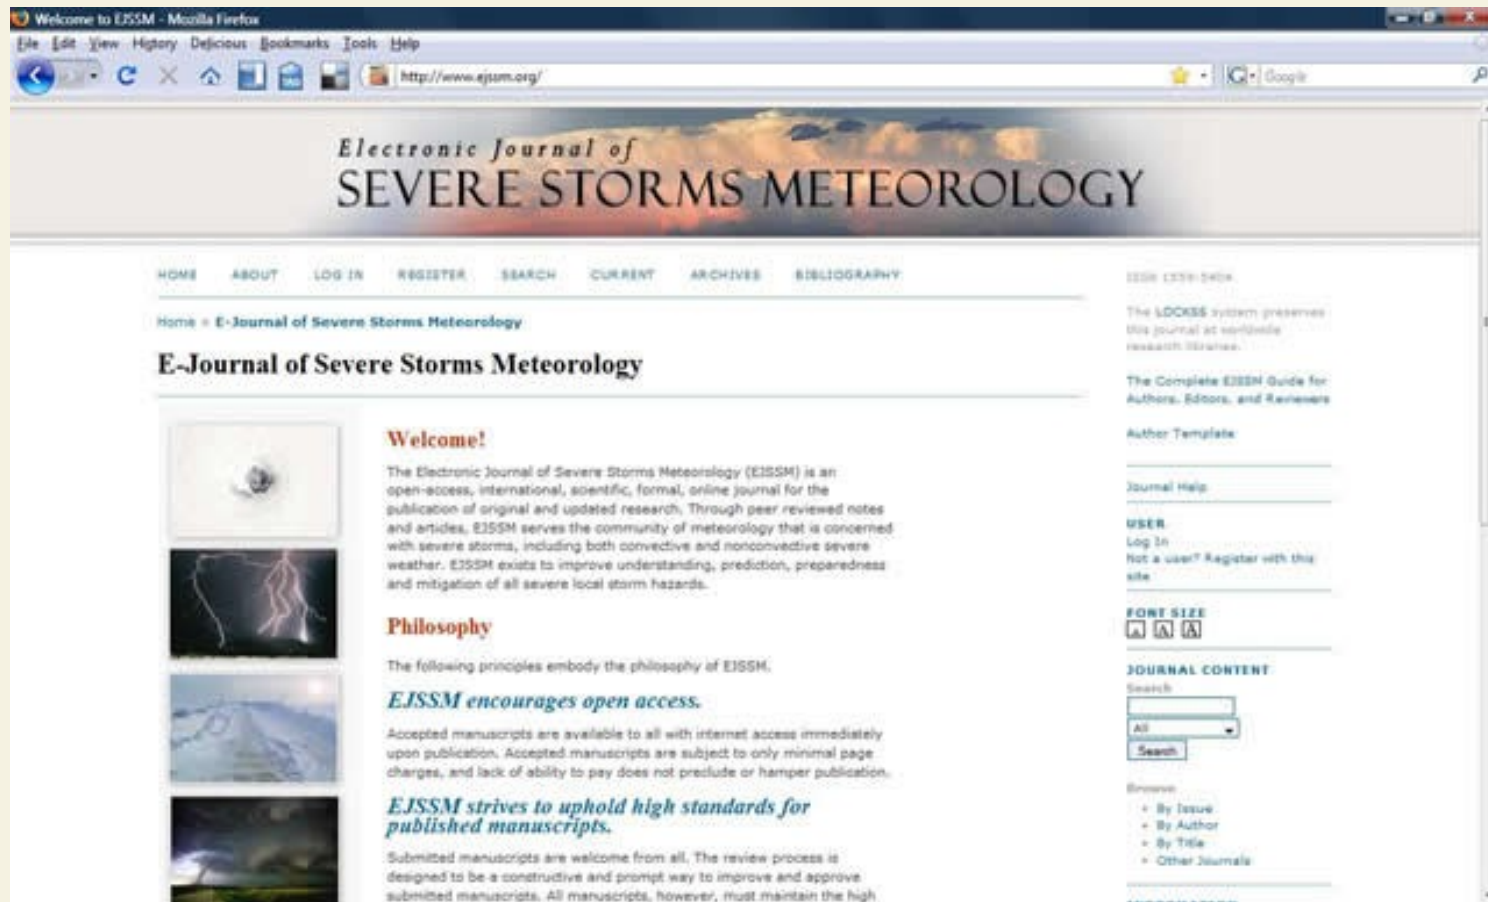 Welcome to EJSSM - Mozilla Firefox
File Edit View History Delicious Bookmarks Tools Help
http://www.ejssm.org/
Google
Electronic Journal of
SEVERE STORMS METEOROLOGY
HOME ABOUT LOG IN REGISTER SEARCH CURRENT ARCHIVES BIBLIOGRAPHY
Home » E-Journal of Severe Storms Meteorology
E-Journal of Severe Storms Meteorology
Welcome!
The Electronic Journal of Severe Storms Meteorology (EJSSM) is an
open-access, international, scientific, formal, online journal for the
publication of original and updated research. Through peer reviewed notes
and articles, EJSSM serves the community of meteorology that is concerned
with severe storms, including both convective and nonconvective severe
weather. EJSSM exists to improve understanding, prediction, preparedness
and mitigation of all severe local storm hazards.
Philosophy
The following principles embody the philosophy of EJSSM.
EJSSM encourages open access.
Accepted manuscripts are available to all with internet access immediately
upon publication. Accepted manuscripts are subject to only minimal page
charges, and lack of ability to pay does not preclude or hamper publication.
EJSSM strives to uphold high standards for
published manuscripts.
Submitted manuscripts are welcome from all. The review process is
designed to be a constructive and prompt way to improve and approve
submitted manuscripts. All manuscripts, however, must maintain the high
ISSN
The LOCKSS system preserves
this journal at worldwide
research libraries.
The Complete EJSSM Guide for
Authors, Editors, and Reviewers
Author Template
Journal Help
USER
Log In
Not a user? Register with this
site
FONT SIZE
A A A
JOURNAL CONTENT
Search
All
Search
Browse
By Issue
By Author
By Title
Other Journals